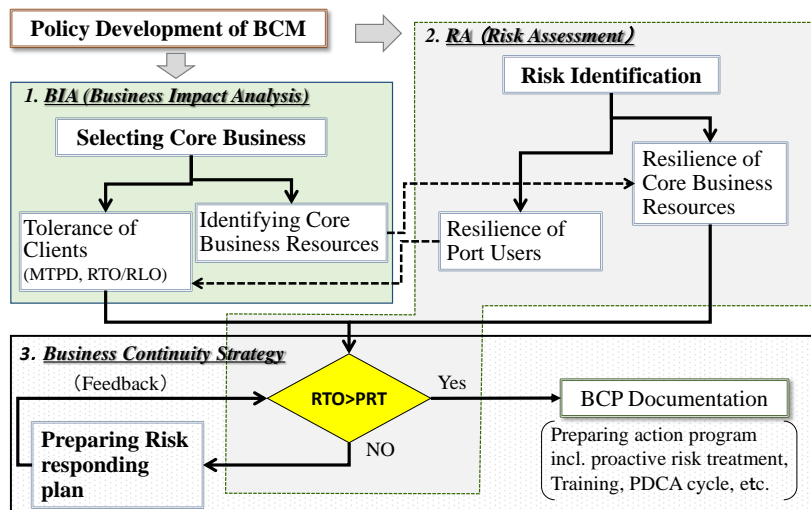 Policy Development of BCM
2. RA (Risk Assessment)
Risk Identification
1. BIA (Business Impact Analysis)
Selecting Core Business
Resilience of
Core Business
Resources
Tolerance of
Clients
(MTPD, RTO/RLO)
Identifying Core
Business Resources
Resilience of
Port Users
3. Business Continuity Strategy
(Feedback)
RTO>PRT
Yes
BCP Documentation
NO
Preparing Risk
responding
plan
Preparing action program
incl. proactive risk treatment,
Training, PDCA cycle, etc.